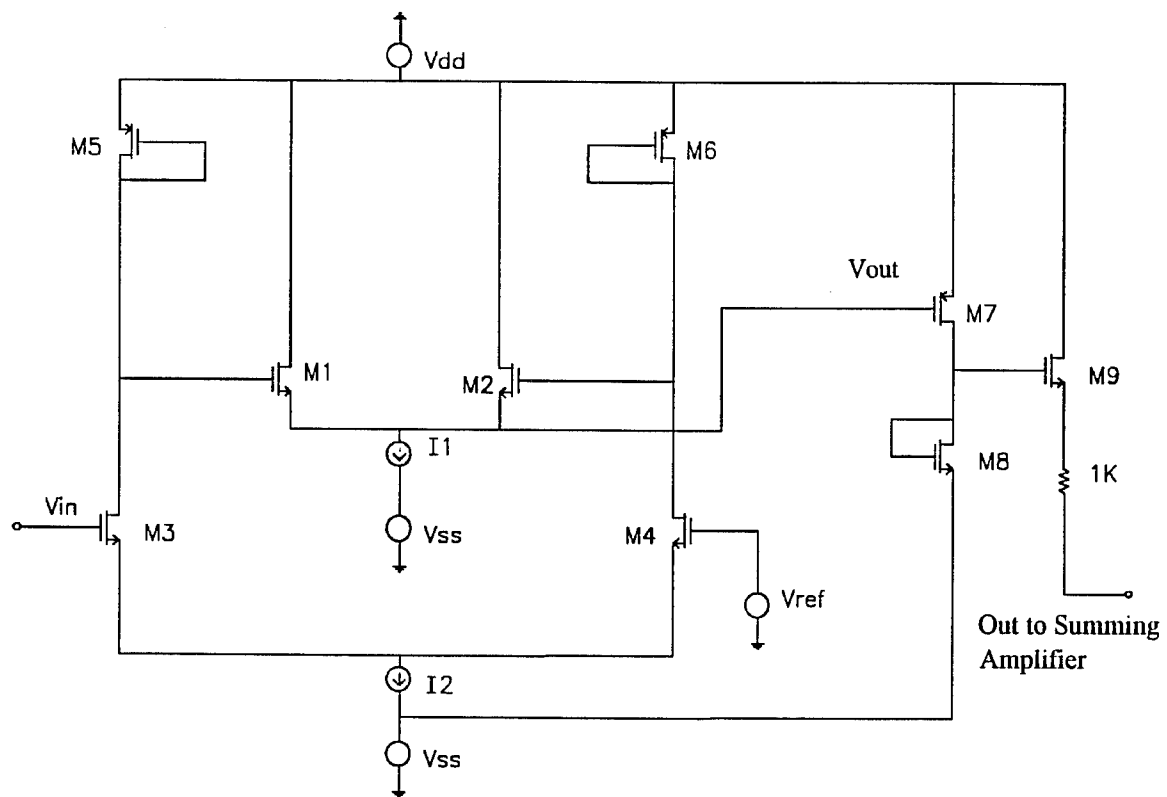 Vdd
M5
M6
Vout
M7
M1
M2
M9
I1
M8
1K
Vin
M3
Vss
M4
Vref
Out to Summing
Amplifier
I2
Vss